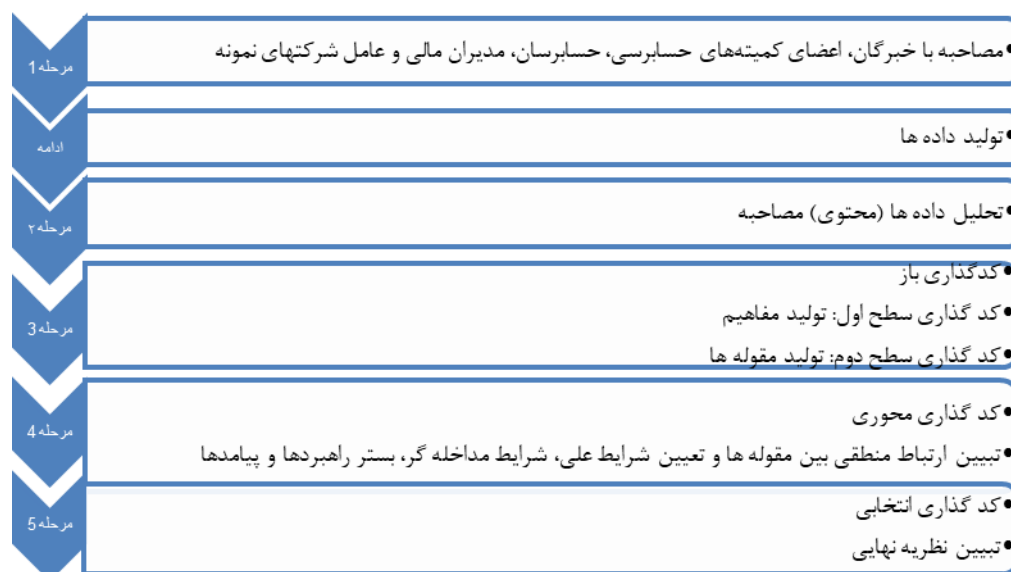 مرحله 1
•مصاحبه با خبرگان، اعضای کمیته‌های حسابرسی، حسابرسان، مدیران مالی و عامل شرکتهای نمونه
ادامه
•تولید داده ها
مرحله ۲
•تحلیل داده ها (محتوی) مصاحبه
مرحله 3
•کدگذاری باز
•کد گذاری سطح اول: تولید مفاهیم
•کد گذاری سطح دوم: تولید مقوله ها
مرحله 4
•کد گذاری محوری
•تبیین ارتباط منطقی بین مقوله ها و تعیین شرایط علی، شرایط مداخله گر، بستر راهبردها و پیامدها
مرحله 5
•کد گذاری انتخابی
•تبیین نظریه نهایی